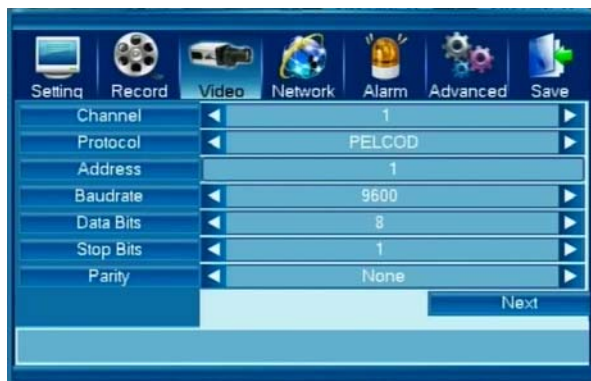 Setting Record Video Network Alarm Advanced Save
Channel 1
Protocol PELCOD
Address 1
Baudrate 9600
Data Bits 8
Stop Bits 1
Parity None
Next